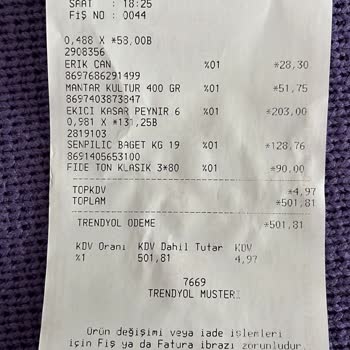 SAAT : 18:25
FİŞ NO : 0044
0,488 X *58,00B
2908356
ERIK CAN %01 *28,30
8697686291499
MANTAR KULTUR 400 GR %01 *51,75
8697403873847
EKICI KASAR PEYNIR 6 %01 *203,00
0,981 X *131,25B
2819103
SENPILIC BAGET KG 19 %01 *128,76
8691405653100
FIDE TON KLASIK 3*80 %01 *90,00
TOPKDV *4,97
TOPLAM *501,81
TRENDYOL ODEME *501,81
KDV Oranı KDV Dahil Tutar KDV
%1 501,81 4,97
7669
TRENDYOL MUSTERI
Ürün değişimi veya iade işlemleri
için Fiş ya da Fatura ibrazı zorunludur.